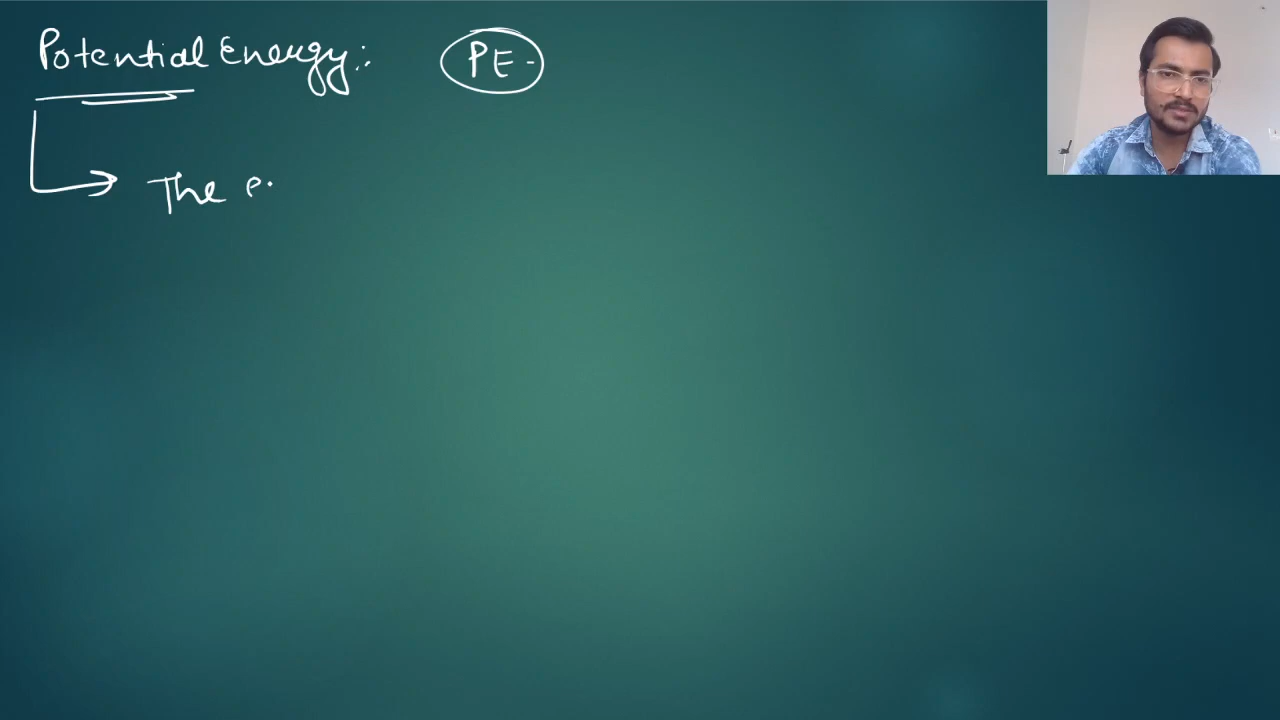 Potential Energy:. PE-
The e.